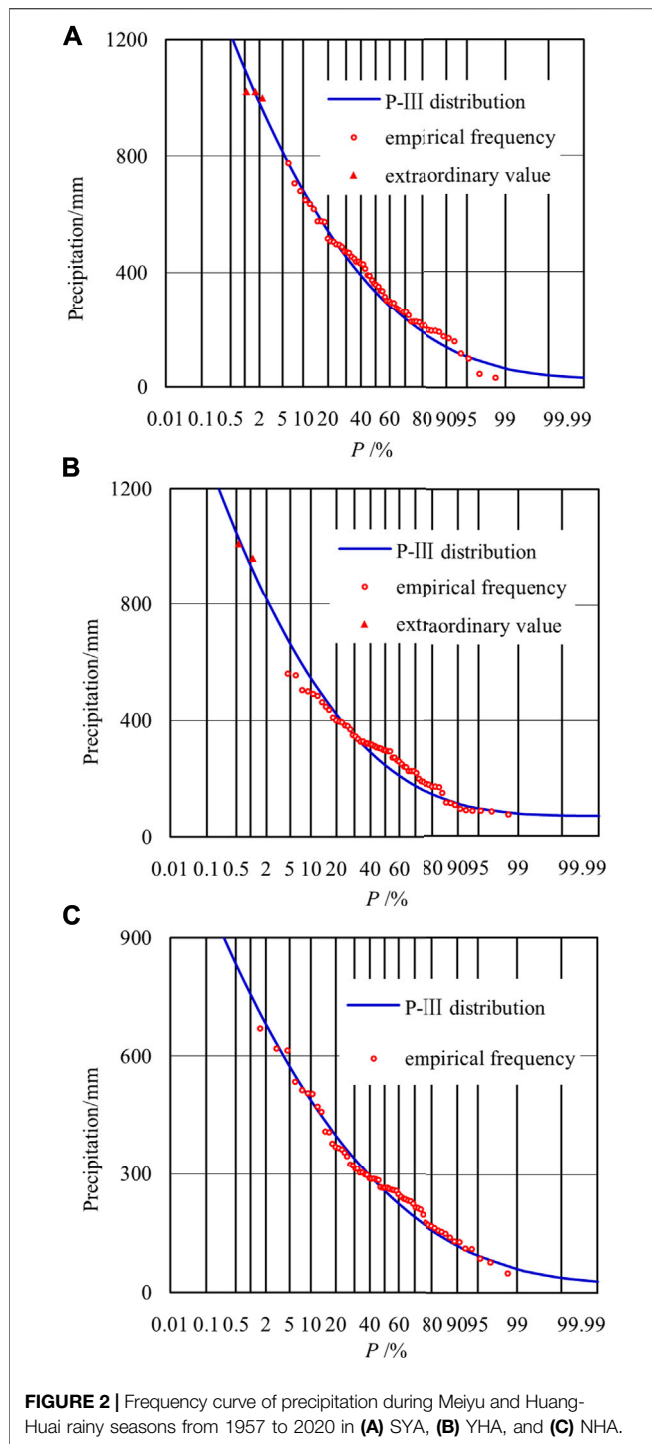 A
1200
800
400
0
Precipitation/mm
P-III distribution
empirical frequency
extraordinary value
0.01 0.1 0.5 2 5 10 20 40 60 80 90 95 99 99.99
P /%
B
1200
800
400
0
Precipitation/mm
P-III distribution
empirical frequency
extraordinary value
0.01 0.1 0.5 2 5 10 20 40 60 80 90 95 99 99.99
P /%
C
900
600
300
0
Precipitation/mm
P-III distribution
empirical frequency
0.01 0.1 0.5 2 5 10 20 40 60 80 90 95 99 99.99
P /%
FIGURE 2 | Frequency curve of precipitation during Meiyu and Huang-
Huai rainy seasons from 1957 to 2020 in (A) SYA, (B) YHA, and (C) NHA.